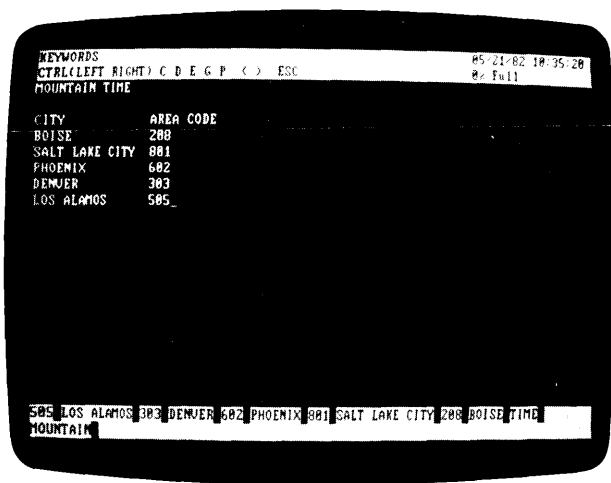 KEYWORDS 05/21/82 10:35:20
CTRL(LEFT RIGHT) C D E G P < > ESC 0% Full
MOUNTAIN TIME
CITY AREA CODE
BOISE 208
SALT LAKE CITY 801
PHOENIX 602
DENVER 303
LOS ALAMOS 505_
505 LOS ALAMOS 303 DENVER 602 PHOENIX 801 SALT LAKE CITY 208 BOISE TIME
MOUNTAIN